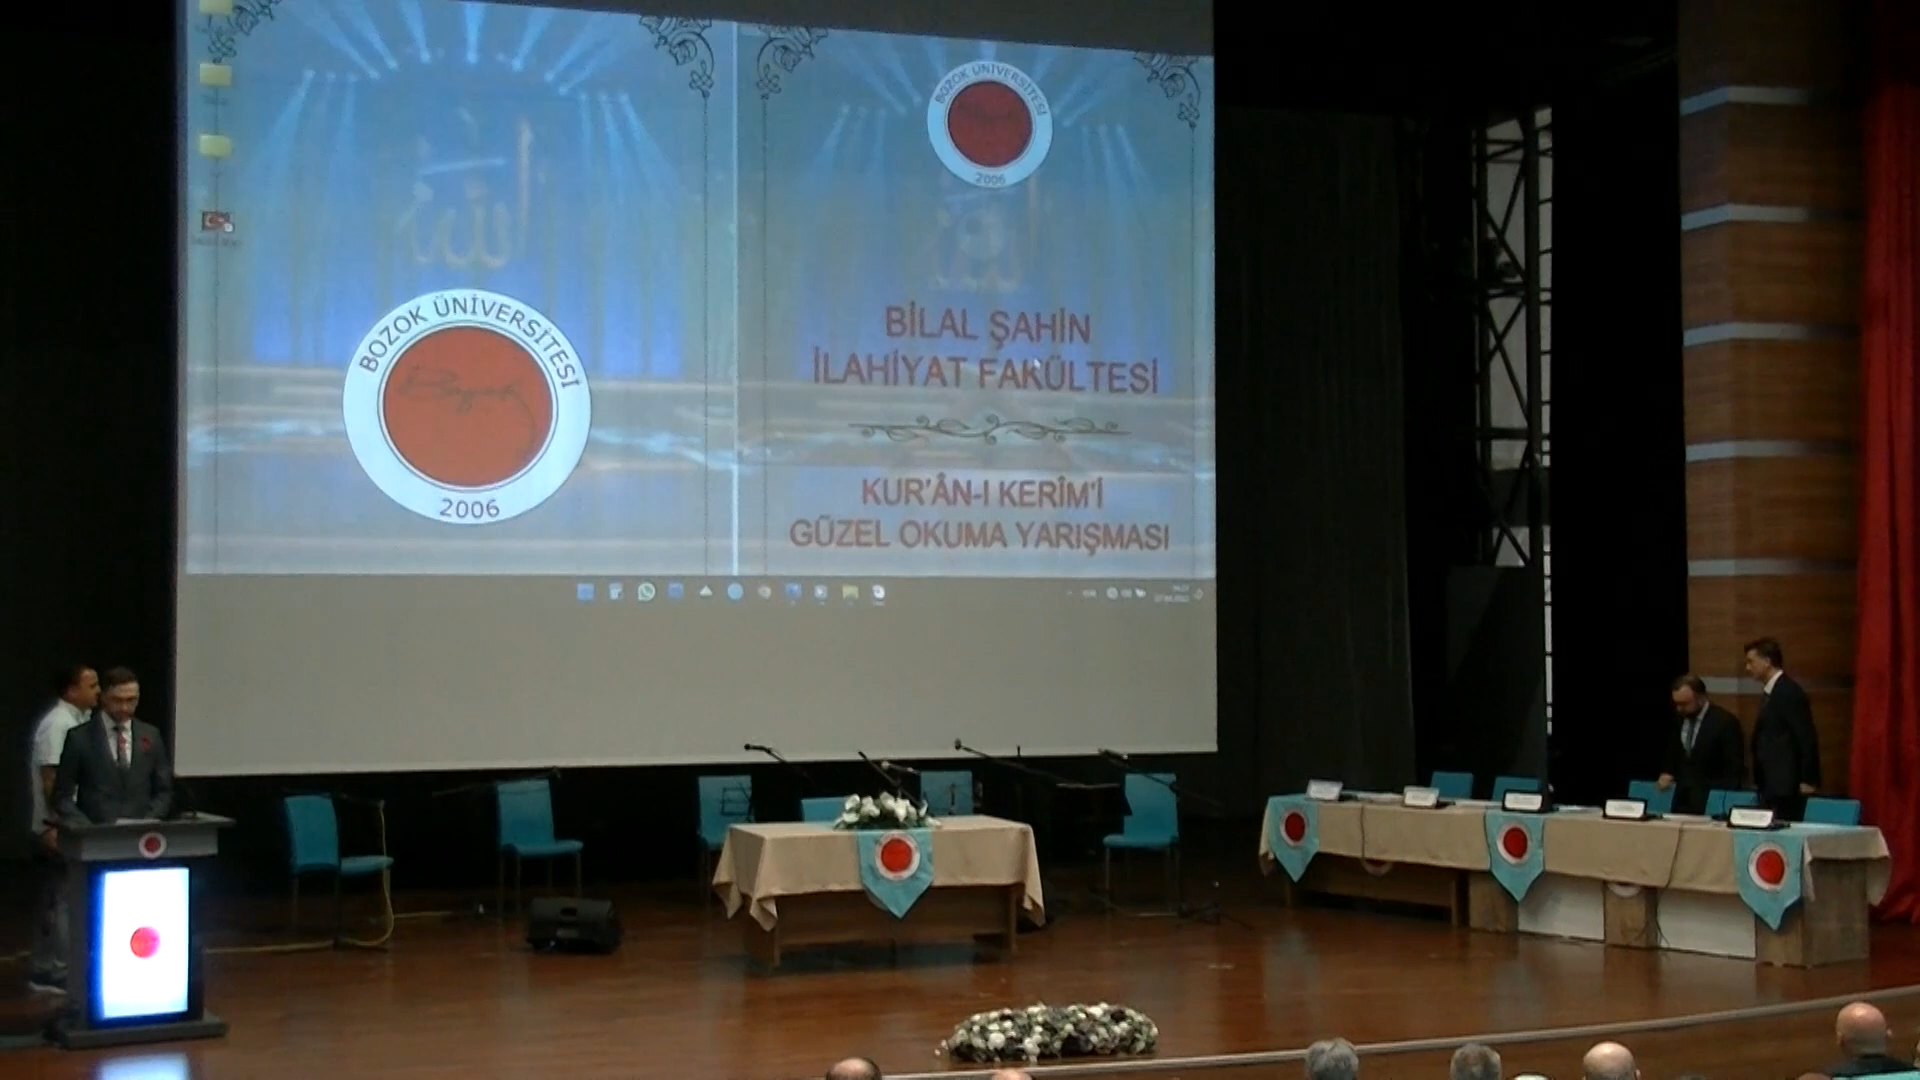 BOZOK ÜNİVERSİTESİ
2006
BOZOK ÜNİVERSİTESİ
2006
الله
BİLAL ŞAHİN
İLAHİYAT FAKÜLTESİ
KUR'ÂN-I KERÎM'İ
GÜZEL OKUMA YARIŞMASI